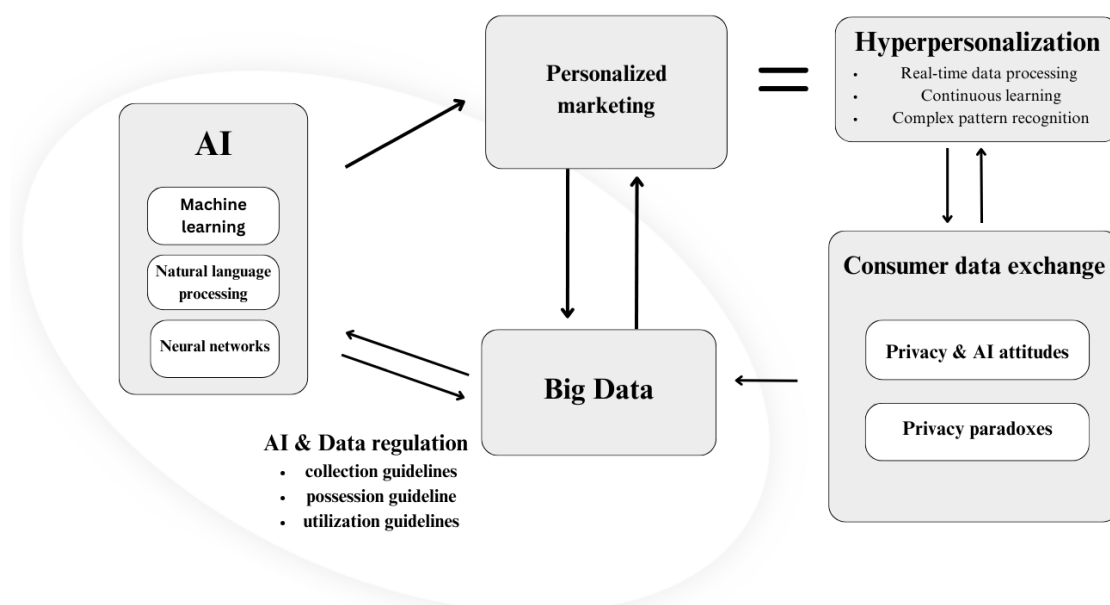 Personalized
marketing
=
Hyperpersonalization
• Real-time data processing
• Continuous learning
• Complex pattern recognition
AI
Machine
learning
Natural language
processing
Neural networks
Consumer data exchange
Privacy & AI attitudes
Privacy paradoxes
Big Data
AI & Data regulation
• collection guidelines
• possession guideline
• utilization guidelines